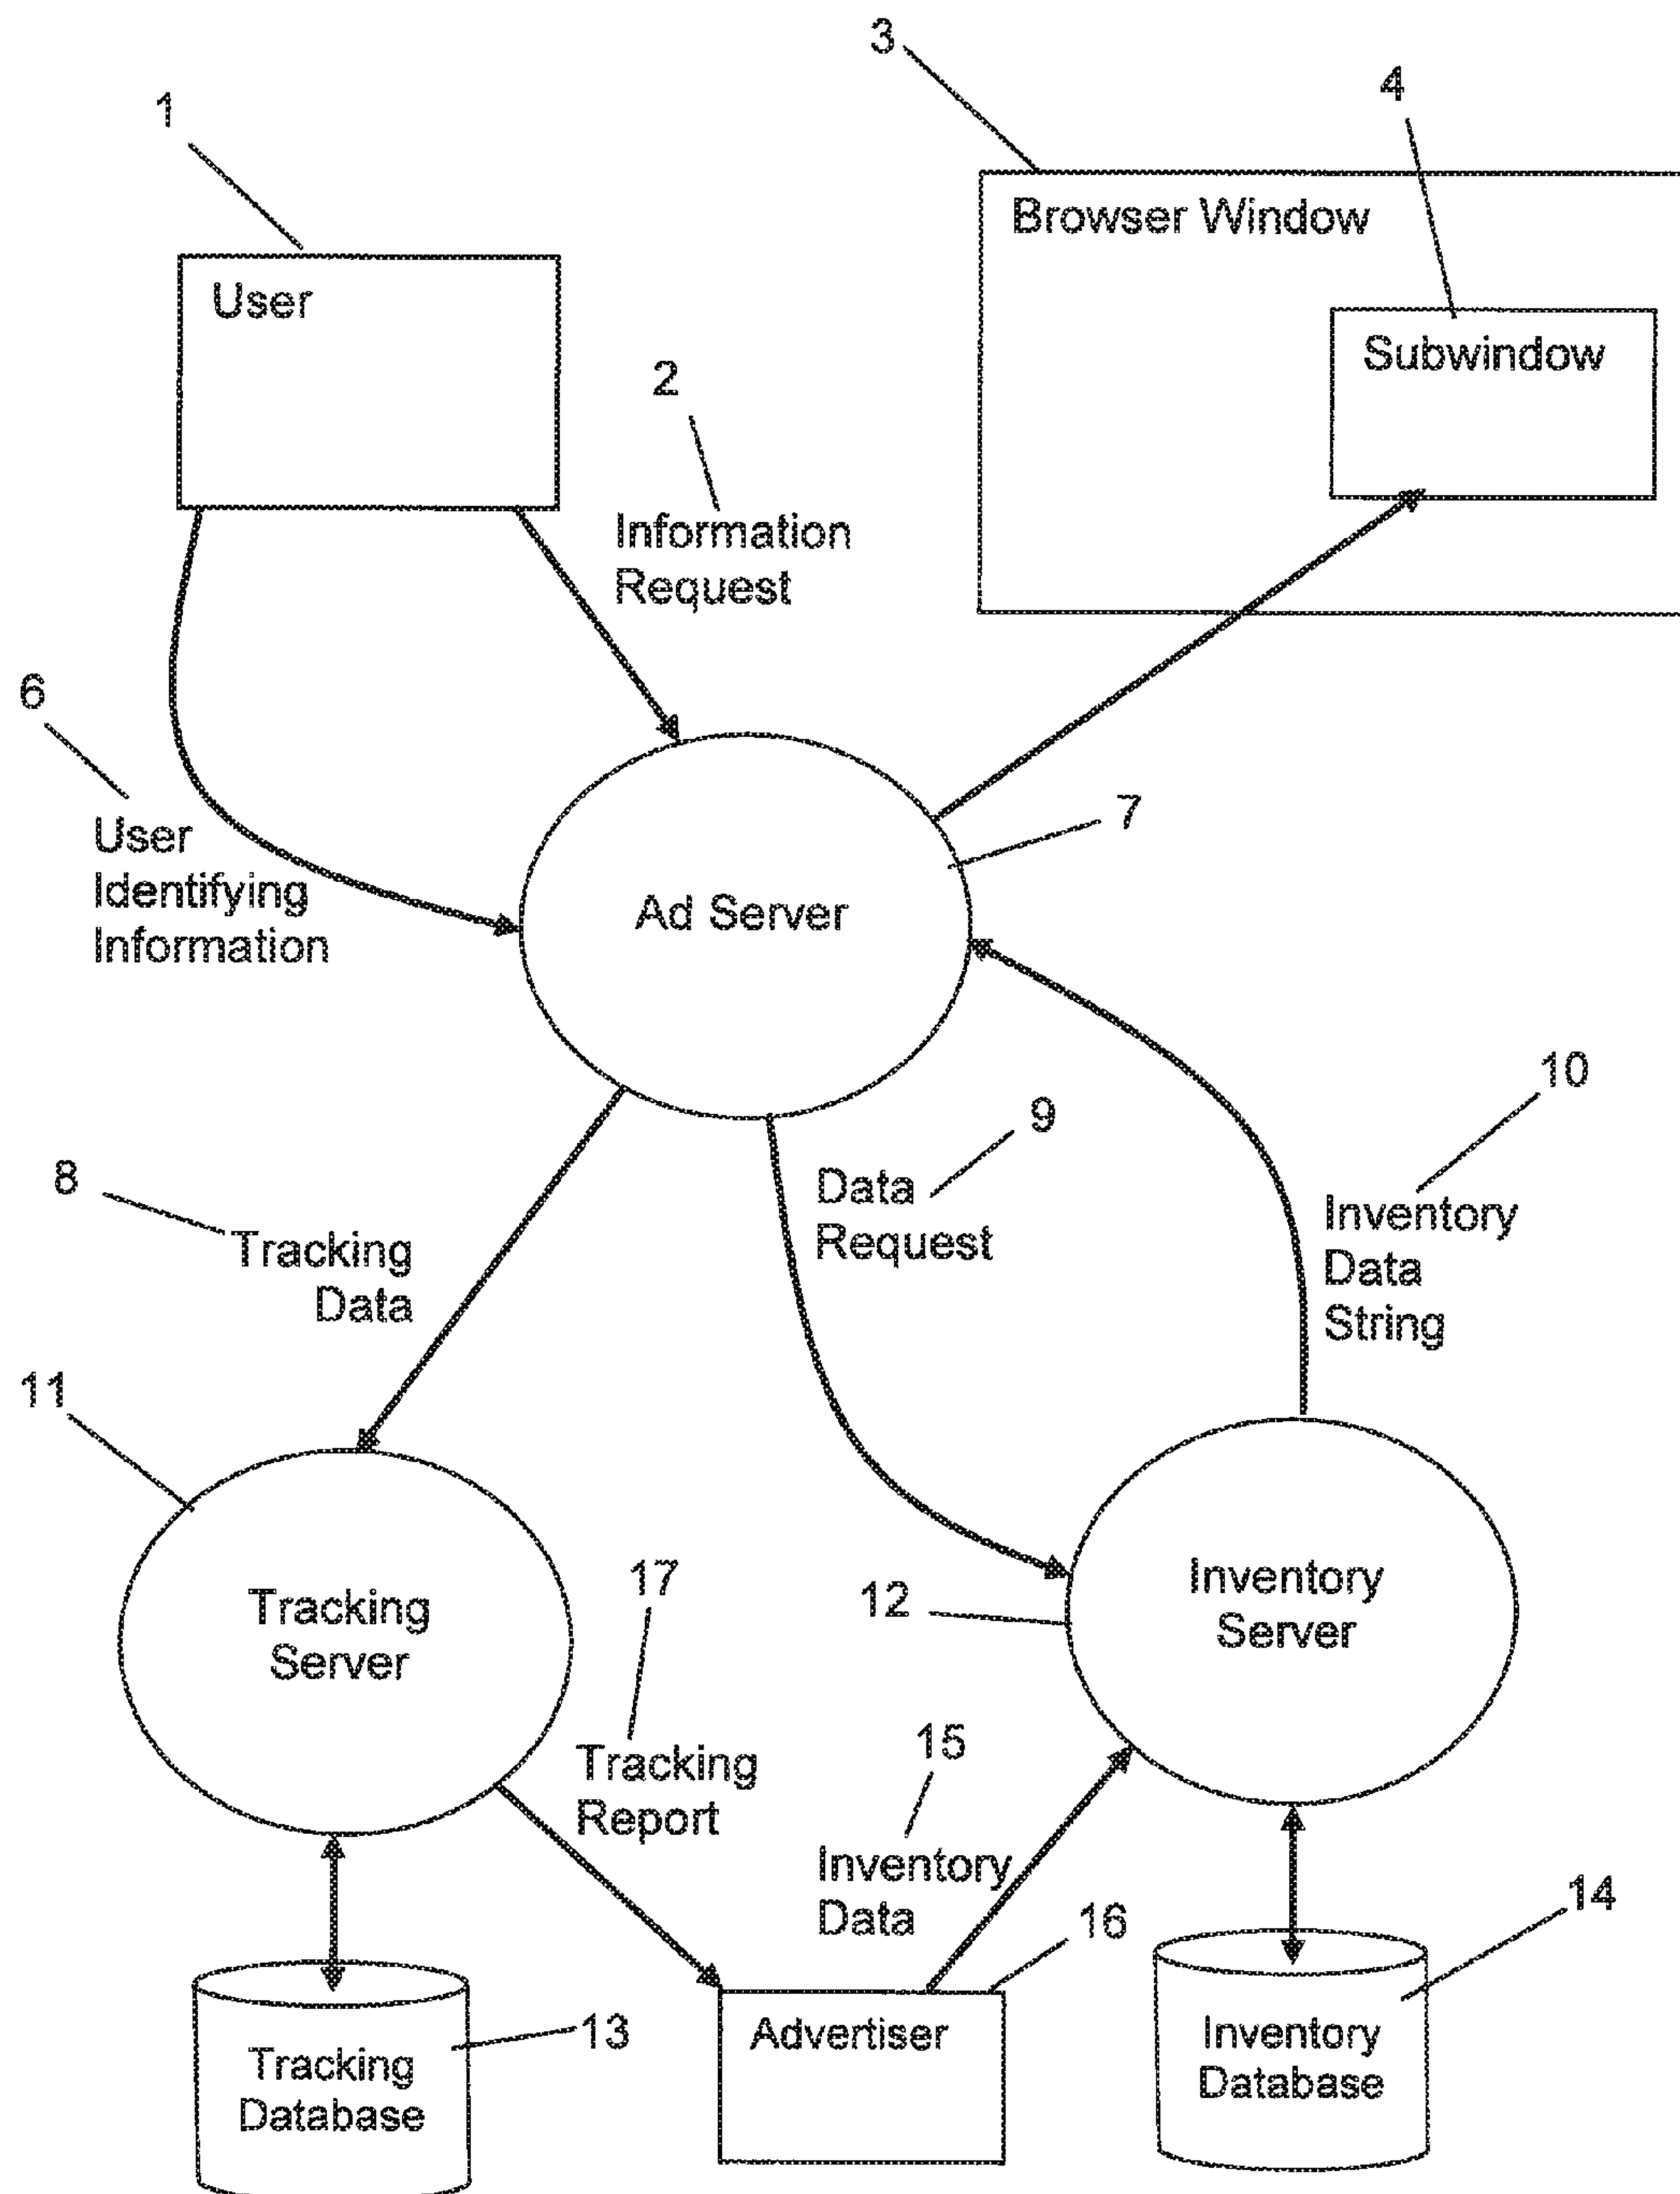 3
4
1
Browser Window
User
Subwindow
2
Information
Request
6
7
User
Identifying
Information
Ad Server
10
9
8
Data
Request
Inventory
Data
String
Tracking
Data
11
17
12
Inventory
Server
Tracking
Server
15
Tracking
Report
Inventory
Data
14
16
13
Advertiser
Inventory
Database
Tracking
Database